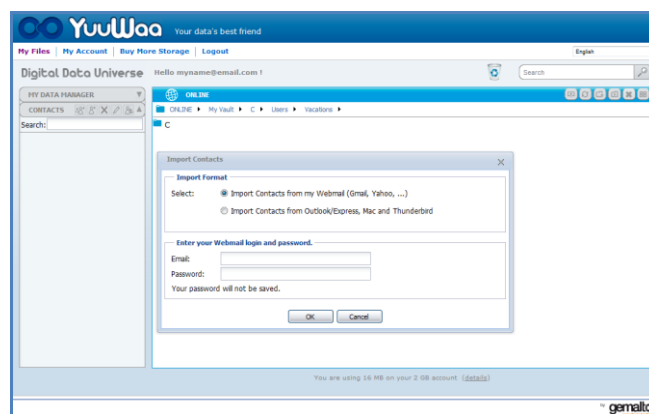 YuuWaa Your data's best friend
My Files | My Account | Buy More Storage | Logout
English
Digital Data Universe Hello myname@email.com !
Search
MY DATA MANAGER
ONLINE
CONTACTS
ONLINE My Vault C Users Vacations
Search:
C
Import Contacts
Import Format
Select: Import Contacts from my Webmail (Gmail, Yahoo, ...)
Import Contacts from Outlook/Express, Mac and Thunderbird
Enter your Webmail login and password.
Email:
Password:
Your password will not be saved.
OK Cancel
You are using 16 MB on your 2 GB account (details)
by gemalto